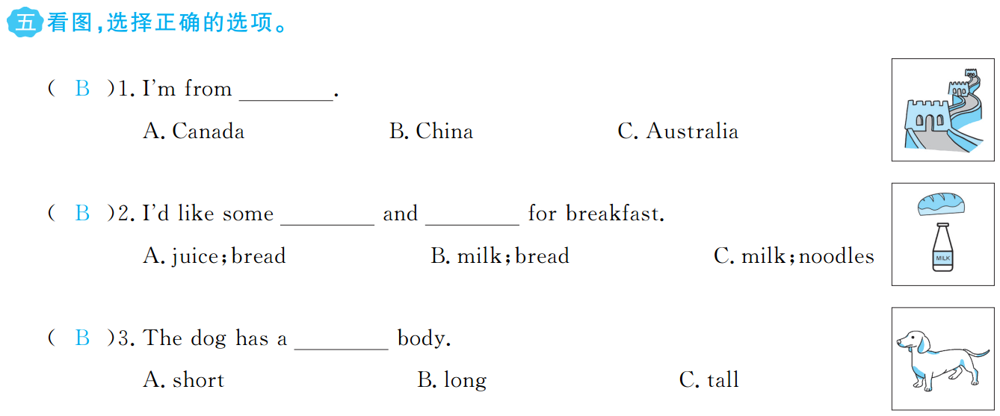 五 看图,选择正确的选项。
( B )1. I'm from ________.
A. Canada B. China C. Australia
( B )2. I'd like some ________ and ________ for breakfast.
A. juice;bread B. milk;bread C. milk;noodles
MILK
( B )3. The dog has a ________ body.
A. short B. long C. tall